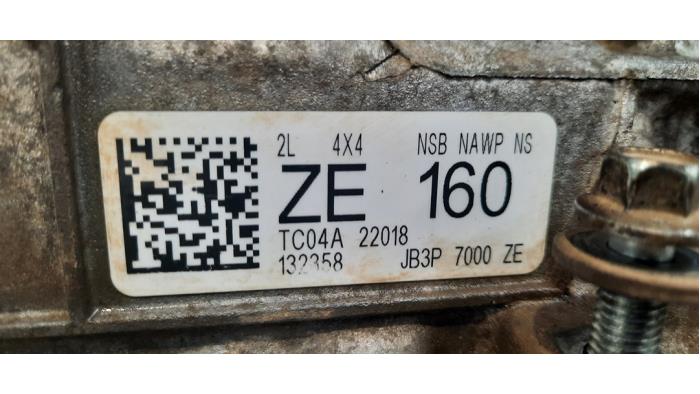 2L 4X4 NSB NAWP NS
ZE 160
TC04A 22018
132358 JB3P 7000 ZE